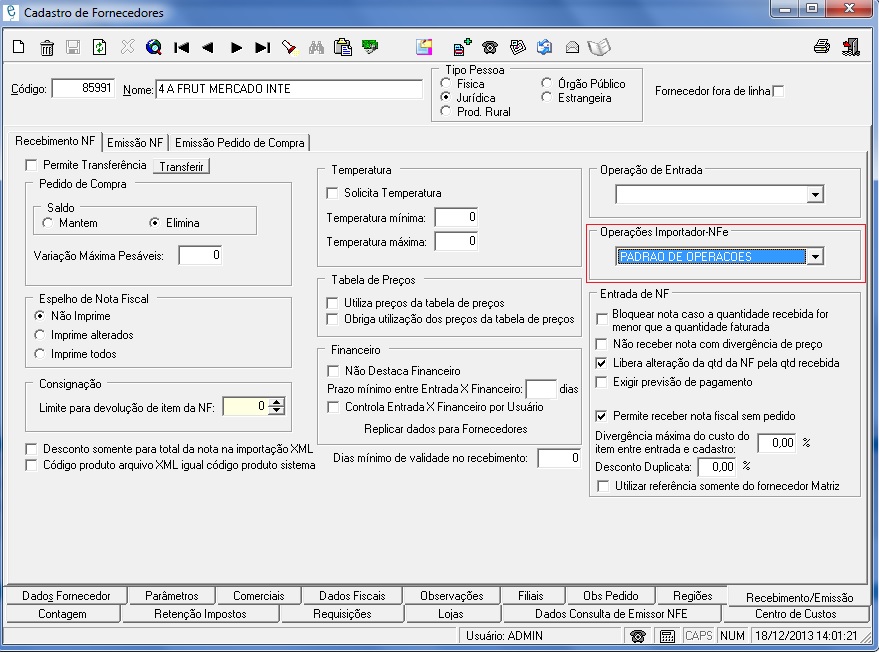 Cadastro de Fornecedores
Código: 85991 Nome: 4 A FRUT MERCADO INTE
Tipo Pessoa
Fisica
Jurídica
Prod. Rural
Órgão Público
Estrangeira
Fornecedor fora de linha
Recebimento NF Emissão NF Emissão Pedido de Compra
Permite Transferência Transferir
Pedido de Compra
Saldo
Mantem Elimina
Variação Máxima Pesáveis: 0
Espelho de Nota Fiscal
Não Imprime
Imprime alterados
Imprime todos
Consignação
Limite para devolução de item da NF: 0
Desconto somente para total da nota na importação XML
Código produto arquivo XML igual código produto sistema
Temperatura
Solicita Temperatura
Temperatura mínima: 0
Temperatura máxima: 0
Tabela de Preços
Utiliza preços da tabela de preços
Obriga utilização dos preços da tabela de preços
Financeiro
Não Destaca Financeiro
Prazo mínimo entre Entrada X Financeiro: dias
Controla Entrada X Financeiro por Usuário
Replicar dados para Fornecedores
Dias mínimo de validade no recebimento: 0
Operação de Entrada
Operações Importador-NFe
PADRAO DE OPERACOES
Entrada de NF
Bloquear nota caso a quantidade recebida for
menor que a quantidade faturada
Não receber nota com divergência de preço
Libera alteração da qtd da NF pela qtd recebida
Exigir previsão de pagamento
Permite receber nota fiscal sem pedido
Divergência máxima do custo do
item entre entrada e cadastro: 0,00 %
Desconto Duplicata: 0,00 %
Utilizar referência somente do fornecedor Matriz
Dados Fornecedor Parâmetros Comerciais Dados Fiscais Observações Filiais Obs Pedido Regiões Recebimento/Emissão
Contagem Retenção Impostos Requisições Lojas Dados Consulta de Emissor NFE Centro de Custos
Usuário: ADMIN CAPS NUM 18/12/2013 14:01:21